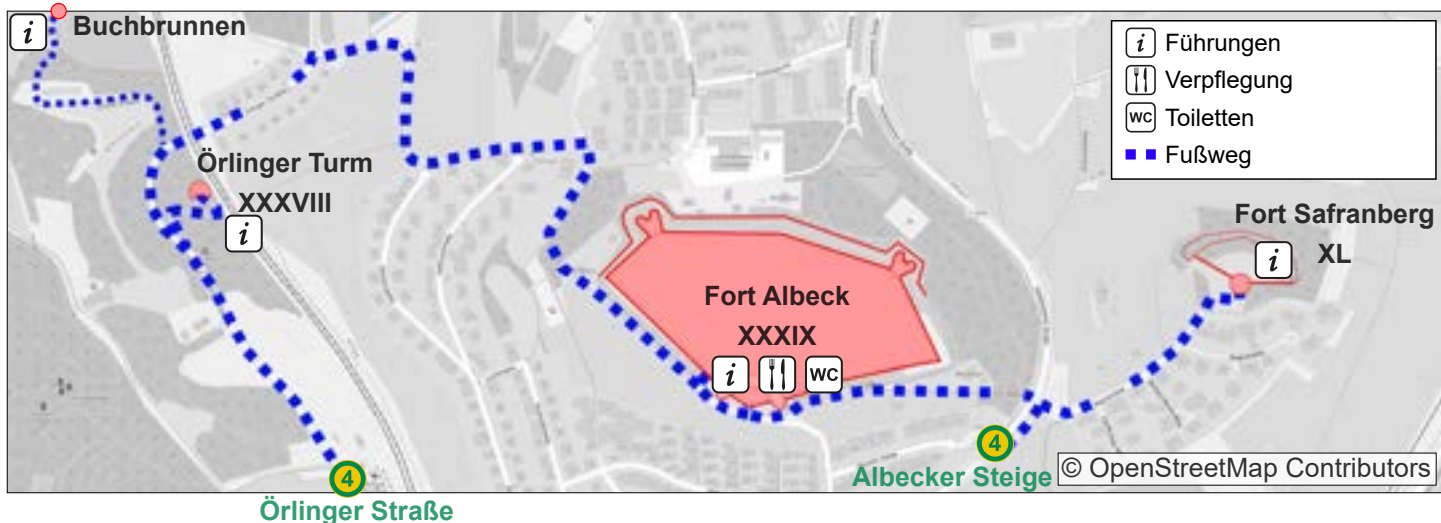 i
Buchbrunnen
i Führungen
Verpflegung
WC Toiletten
Fußweg
Örlinger Turm
XXXVIII
i
Fort Safranberg
XL
i
Fort Albeck
XXXIX
i WC
4
Albecker Steige
© OpenStreetMap Contributors
4
Örlinger Straße